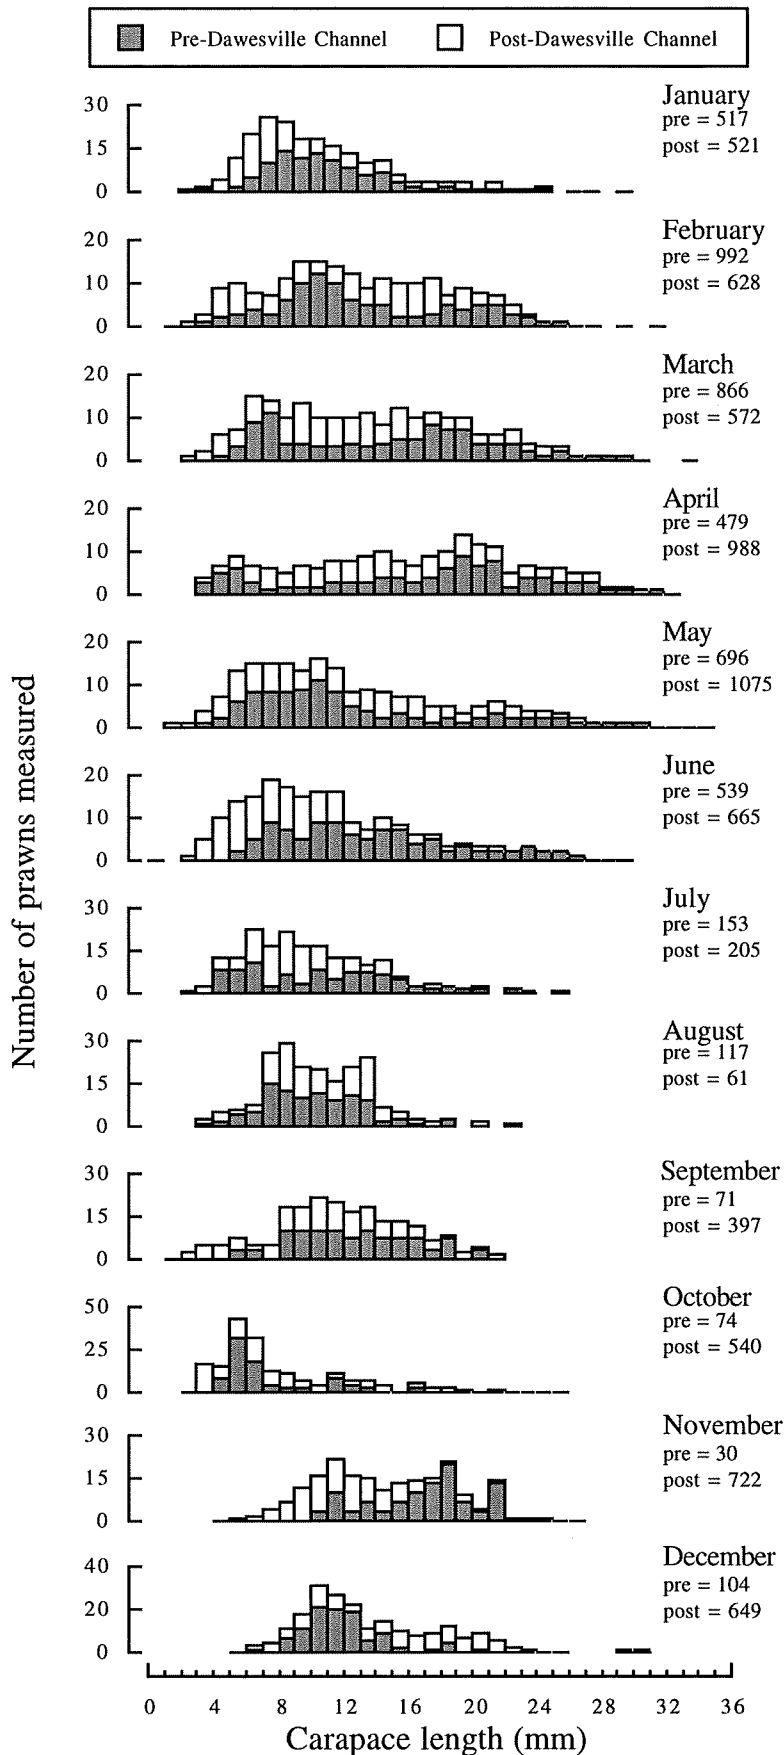 Pre-Dawesville Channel Post-Dawesville Channel
Number of prawns measured
January
pre = 517
post = 521
30
15
0
February
pre = 992
post = 628
20
10
0
March
pre = 866
post = 572
20
10
0
April
pre = 479
post = 988
20
10
0
May
pre = 696
post = 1075
20
10
0
June
pre = 539
post = 665
20
10
0
July
pre = 153
post = 205
30
15
0
August
pre = 117
post = 61
30
15
0
September
pre = 71
post = 397
30
15
0
October
pre = 74
post = 540
50
25
0
November
pre = 30
post = 722
30
15
0
December
pre = 104
post = 649
40
20
0
0 4 8 12 16 20 24 28 32 36
Carapace length (mm)